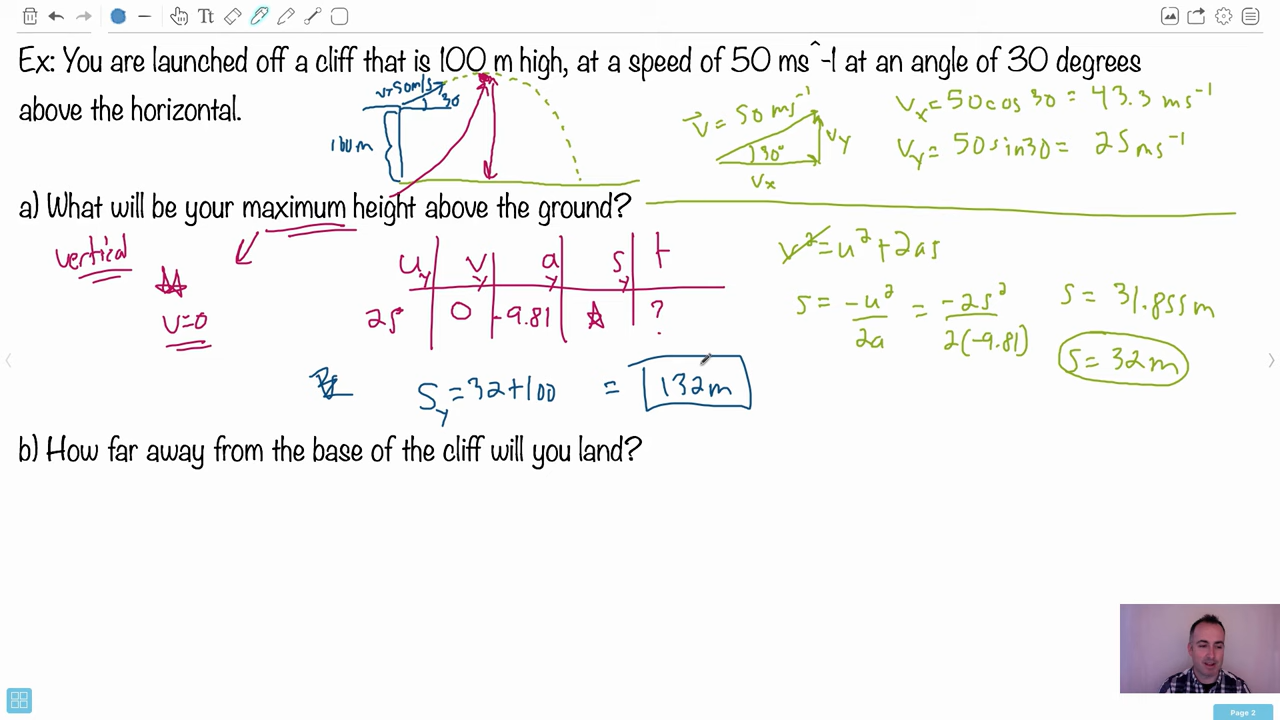 Ex: You are launched off a cliff that is 100 m high, at a speed of 50 ms^-1 at an angle of 30 degrees
above the horizontal.
v=50m/s
30
100m
v⃗ = 50 ms⁻¹
30°
Vy
Vx
Vx = 50cos30 = 43.3 ms⁻¹
Vy = 50sin30 = 25 ms⁻¹
a) What will be your maximum height above the ground?
vertical
v=0
uy | vy | ay | sy | t
25 | 0 | -9.81 | ☆ | ?
v² = u² + 2as
s = -u²/2a = -25²/2(-9.81)
s = 31.855m
s = 32m
Sy = 32+100 = 132m
b) How far away from the base of the cliff will you land?
Page 2